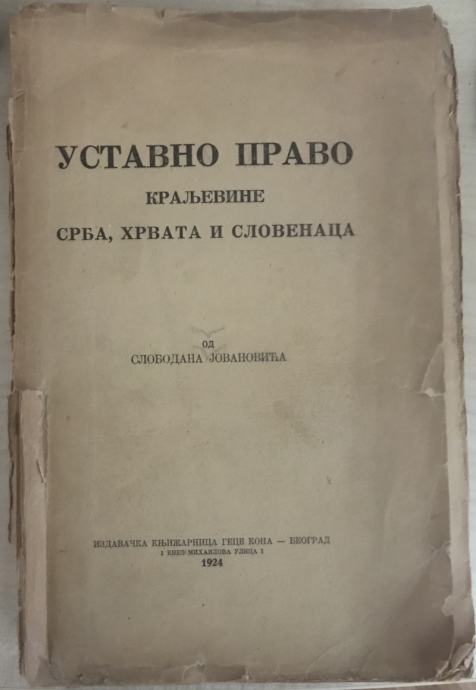 УСТАВНО ПРАВО
КРАЉЕВИНЕ
СРБА, ХРВАТА И СЛОВЕНАЦА
од
СЛОБОДАНА ЈОВАНОВИЋА
ИЗДАВАЧКА КЊИЖАРНИЦА ГЕЦЕ КОНА — БЕОГРАД
1 КНЕЗ МИХАИЛОВА УЛИЦА 1
1924